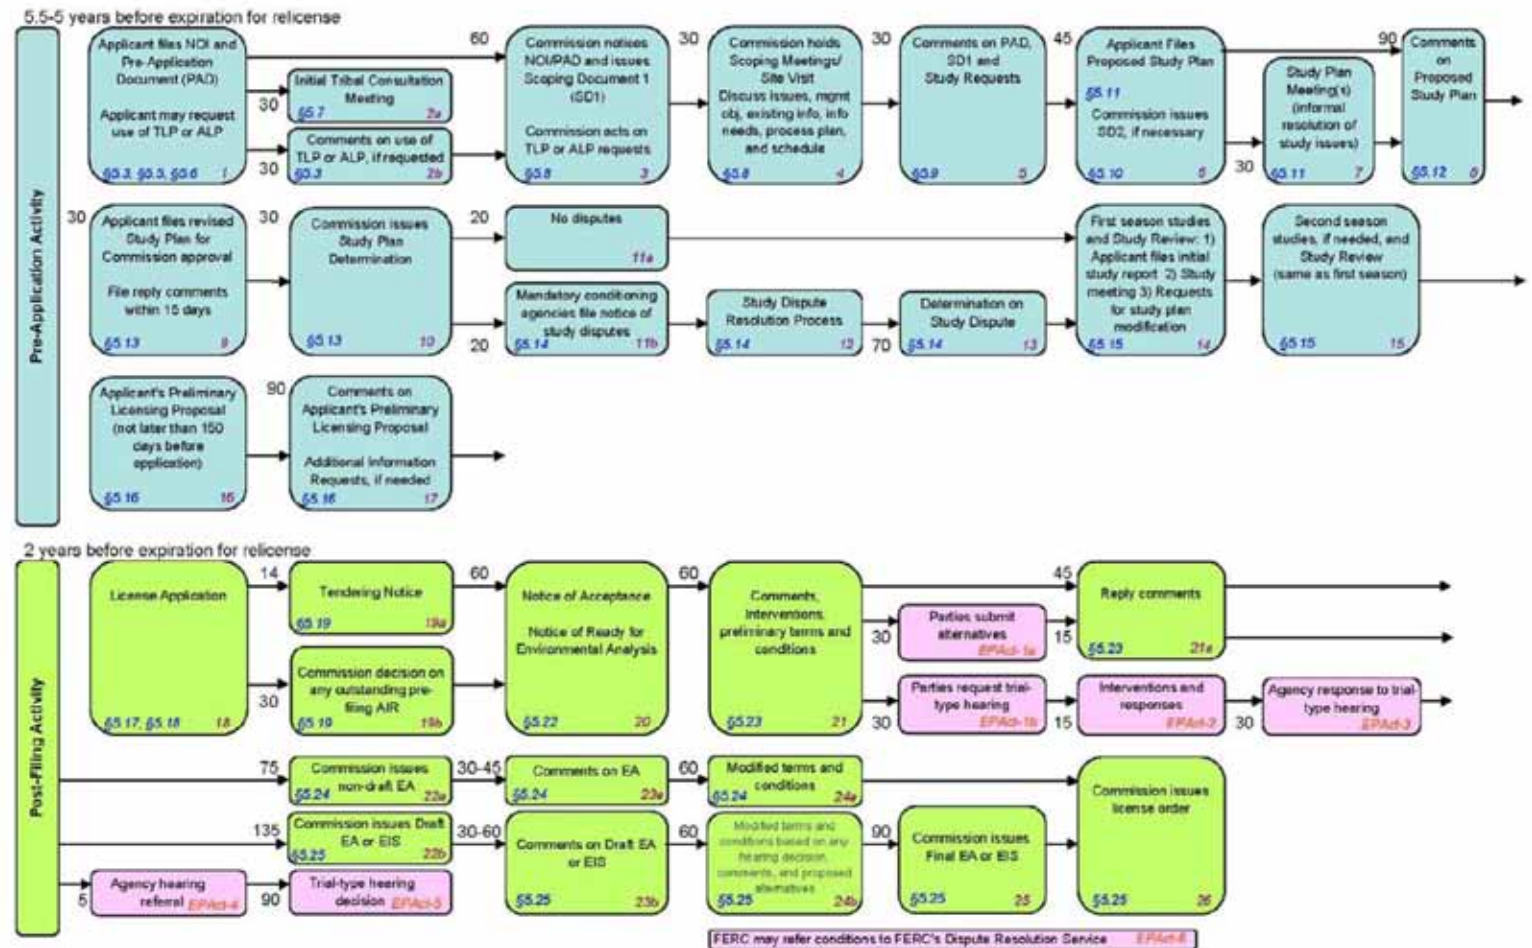 5.5-5 years before expiration for relicense
Pre-Application Activity
Applicant files NOI and
Pre-Application
Document (PAD)
Applicant may request
use of TLP or ALP
§5.3, §5.5, §5.6 1
60
30
Initial Tribal Consultation
Meeting
§5.7 2a
30
Comments on use of
TLP or ALP, if requested
§5.3 2b
Commission notices
NOI/PAD and issues
Scoping Document 1
(SD1)
Commission acts on
TLP or ALP requests
§5.8 3
30
Commission holds
Scoping Meetings/
Site Visit
Discuss issues, mgmt
obj, existing info, info
needs, process plan,
and schedule
§5.8 4
30
Comments on PAD,
SD1 and
Study Requests
§5.9 5
45
Applicant Files
Proposed Study Plan
§5.11
Commission issues
SD2, if necessary
§5.10 6
90
30
Study Plan
Meeting(s)
(informal
resolution of
study issues)
§5.11 7
Comments
on
Proposed
Study Plan
§5.12 8
30
Applicant files revised
Study Plan for
Commission approval
File reply comments
within 15 days
§5.13 9
30
Commission issues
Study Plan
Determination
§5.13 10
20
No disputes
11a
20
Mandatory conditioning
agencies file notice of
study disputes
§5.14 11b
Study Dispute
Resolution Process
§5.14 12
70
Determination on
Study Dispute
§5.14 13
First season studies
and Study Review: 1)
Applicant files initial
study report 2) Study
meeting 3) Requests
for study plan
modification
§5.15 14
Second season
studies, if needed, and
Study Review
(same as first season)
§5.15 15
Applicant's Preliminary
Licensing Proposal
(not later than 150
days before
application)
§5.16 16
90
Comments on
Applicant's Preliminary
Licensing Proposal
Additional Information
Requests, if needed
§5.16 17
2 years before expiration for relicense
Post-Filing Activity
License Application
§5.17, §5.18 18
14
Tendering Notice
§5.19 19a
30
Commission decision on
any outstanding pre-
filing AIR
§5.19 19b
60
Notice of Acceptance
Notice of Ready for
Environmental Analysis
§5.22 20
60
Comments,
Interventions,
preliminary terms and
conditions
§5.23 21
45
30
Parties submit
alternatives
EPAct-1a
15
Reply comments
§5.23 21a
30
Parties request trial-
type hearing
EPAct-1b
15
Interventions and
responses
EPAct-2
30
Agency response to trial-
type hearing
EPAct-3
75
Commission issues
non-draft EA
§5.24 22a
30-45
Comments on EA
§5.24 23a
60
Modified terms and
conditions
§5.24 24a
135
Commission issues Draft
EA or EIS
§5.25 22b
30-60
Comments on Draft EA
or EIS
§5.25 23b
60
Modified terms and
conditions based on any
hearing decision,
comments, and proposed
alternatives
§5.25 24b
90
Commission issues
Final EA or EIS
§5.25 25
Commission issues
license order
§5.25 26
5
Agency hearing
referral EPAct-4
90
Trial-type hearing
decision EPAct-5
FERC may refer conditions to FERC's Dispute Resolution Service EPAct-6